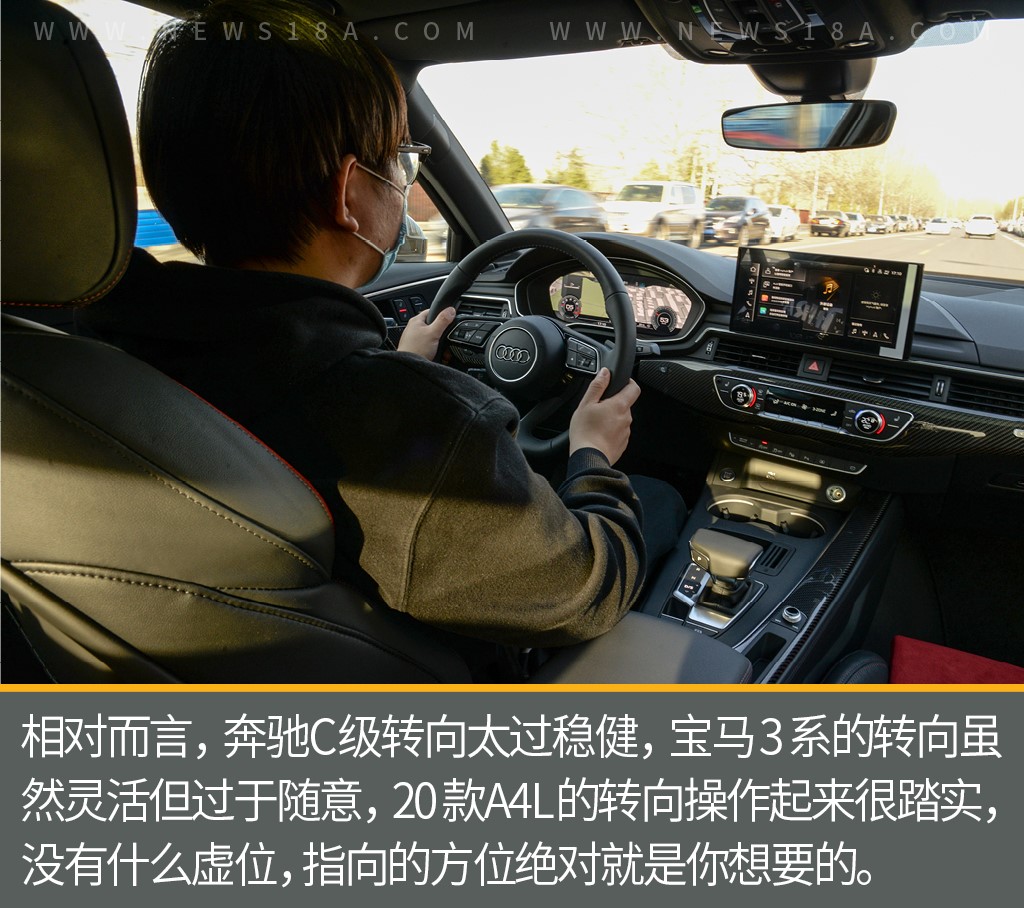 WWW.NEWS18A.COM WWW.NEWS18A.COM
相对而言，奔驰C级转向太过稳健，宝马3系的转向虽
然灵活但过于随意，20款A4L的转向操作起来很踏实，
没有什么虚位，指向的方位绝对就是你想要的。